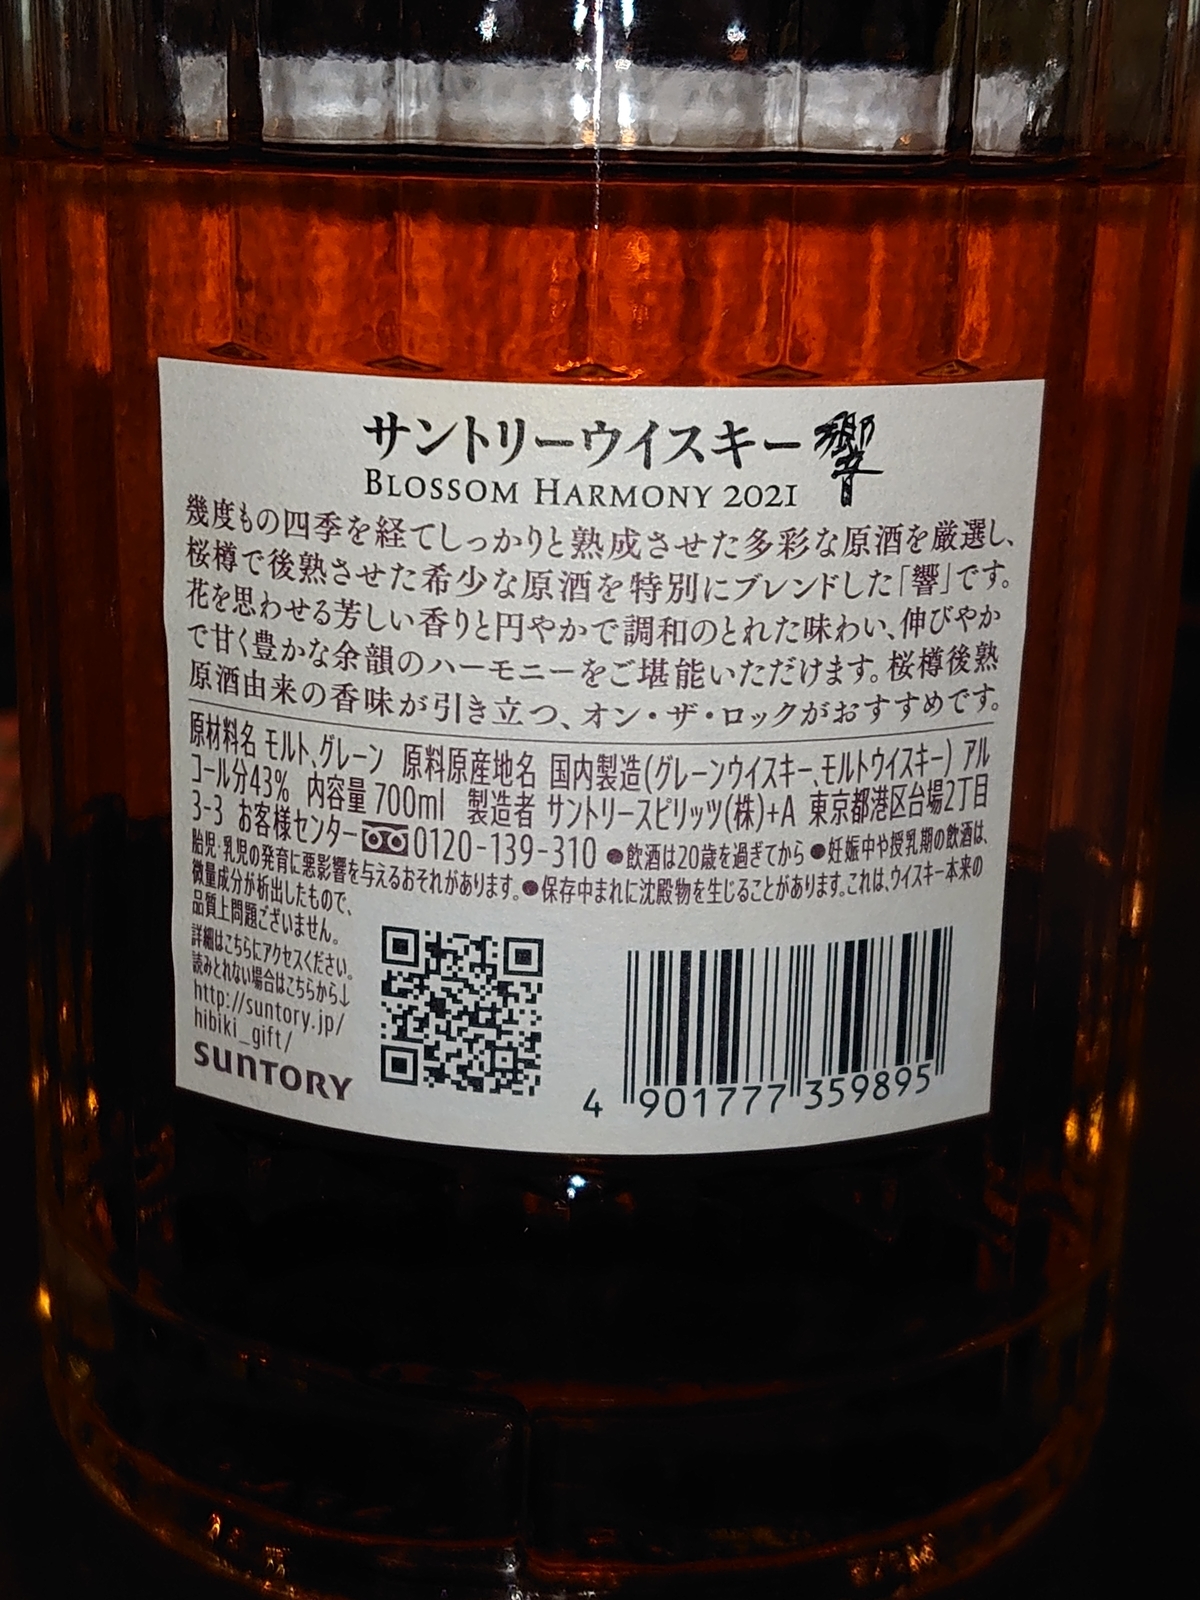 サントリーウイスキー 響
BLOSSOM HARMONY 2021
幾度もの四季を経てしっかりと熟成させた多彩な原酒を厳選し、
桜樽で後熟させた希少な原酒を特別にブレンドした「響」です。
花を思わせる芳しい香りと円やかで調和のとれた味わい、伸びやか
で甘く豊かな余韻のハーモニーをご堪能いただけます。桜樽後熟
原酒由来の香味が引き立つ、オン・ザ・ロックがおすすめです。
原材料名 モルト、グレーン 原料原産地名 国内製造(グレーンウイスキー、モルトウイスキー) アル
コール分43% 内容量 700ml 製造者 サントリースピリッツ(株)+A 東京都港区台場2丁目
3-3 お客様センター 0120-139-310 ●飲酒は20歳を過ぎてから ●妊娠中や授乳期の飲酒は、
胎児・乳児の発育に悪影響を与えるおそれがあります。●保存中まれに沈殿物を生じることがあります。これは、ウイスキー本来の
微量成分が析出したもので、
品質上問題ございません。
詳細はこちらにアクセスください。
読みとれない場合はこちらから↓
http://suntory.jp/
hibiki_gift/
SUNTORY
4 901777 359895